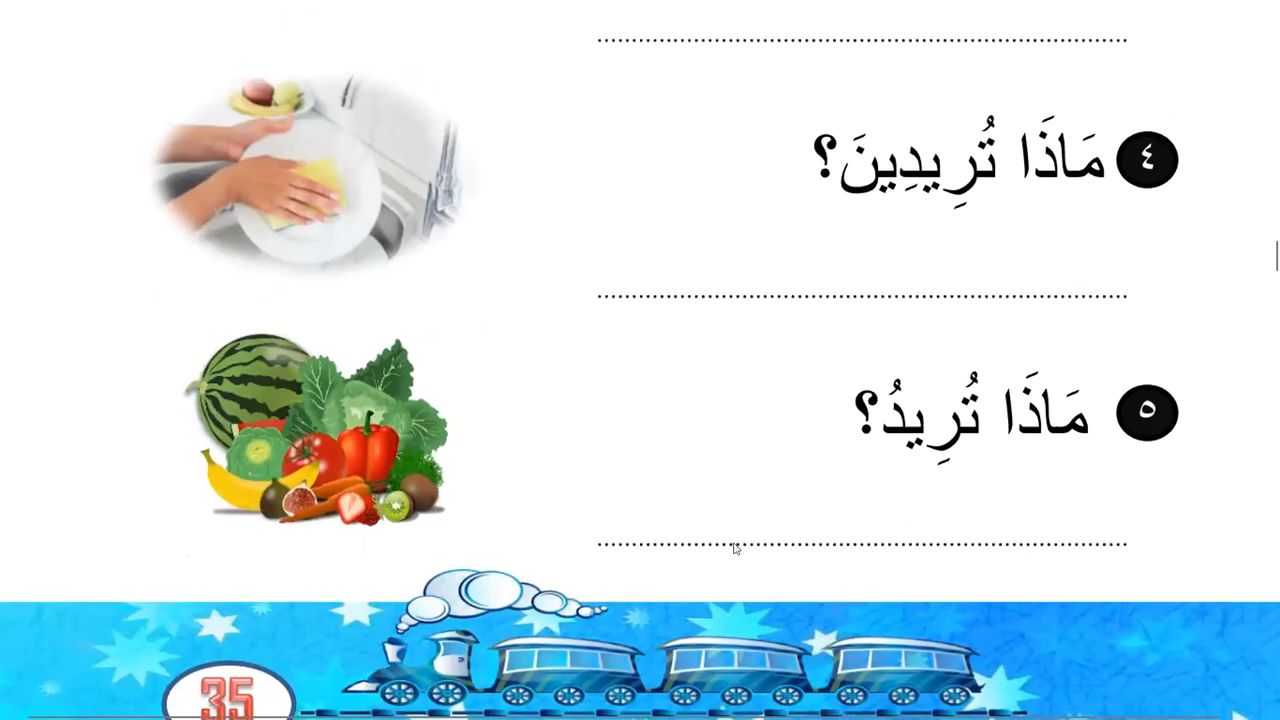 ٤ مَاذَا تُرِيدِينَ؟
٥ مَاذَا تُرِيدُ؟
35